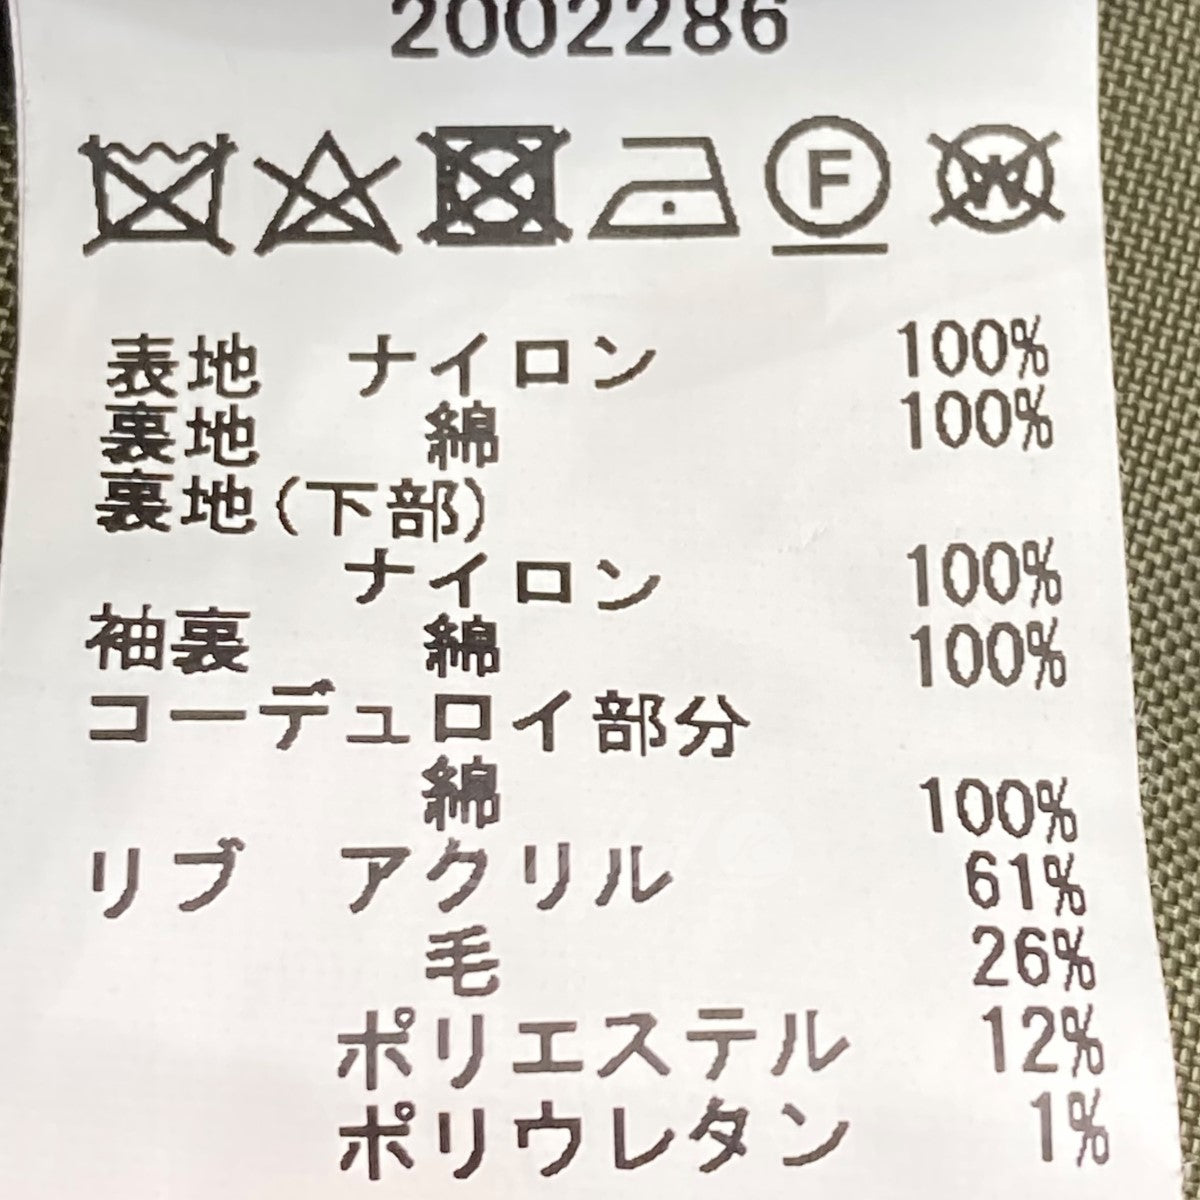 2002286
F W
表地 ナイロン 100%
裏地 綿 100%
裏地(下部)
ナイロン 100%
袖裏 綿 100%
コーデュロイ部分
綿 100%
リブ アクリル 61%
毛 26%
ポリエステル 12%
ポリウレタン 1%